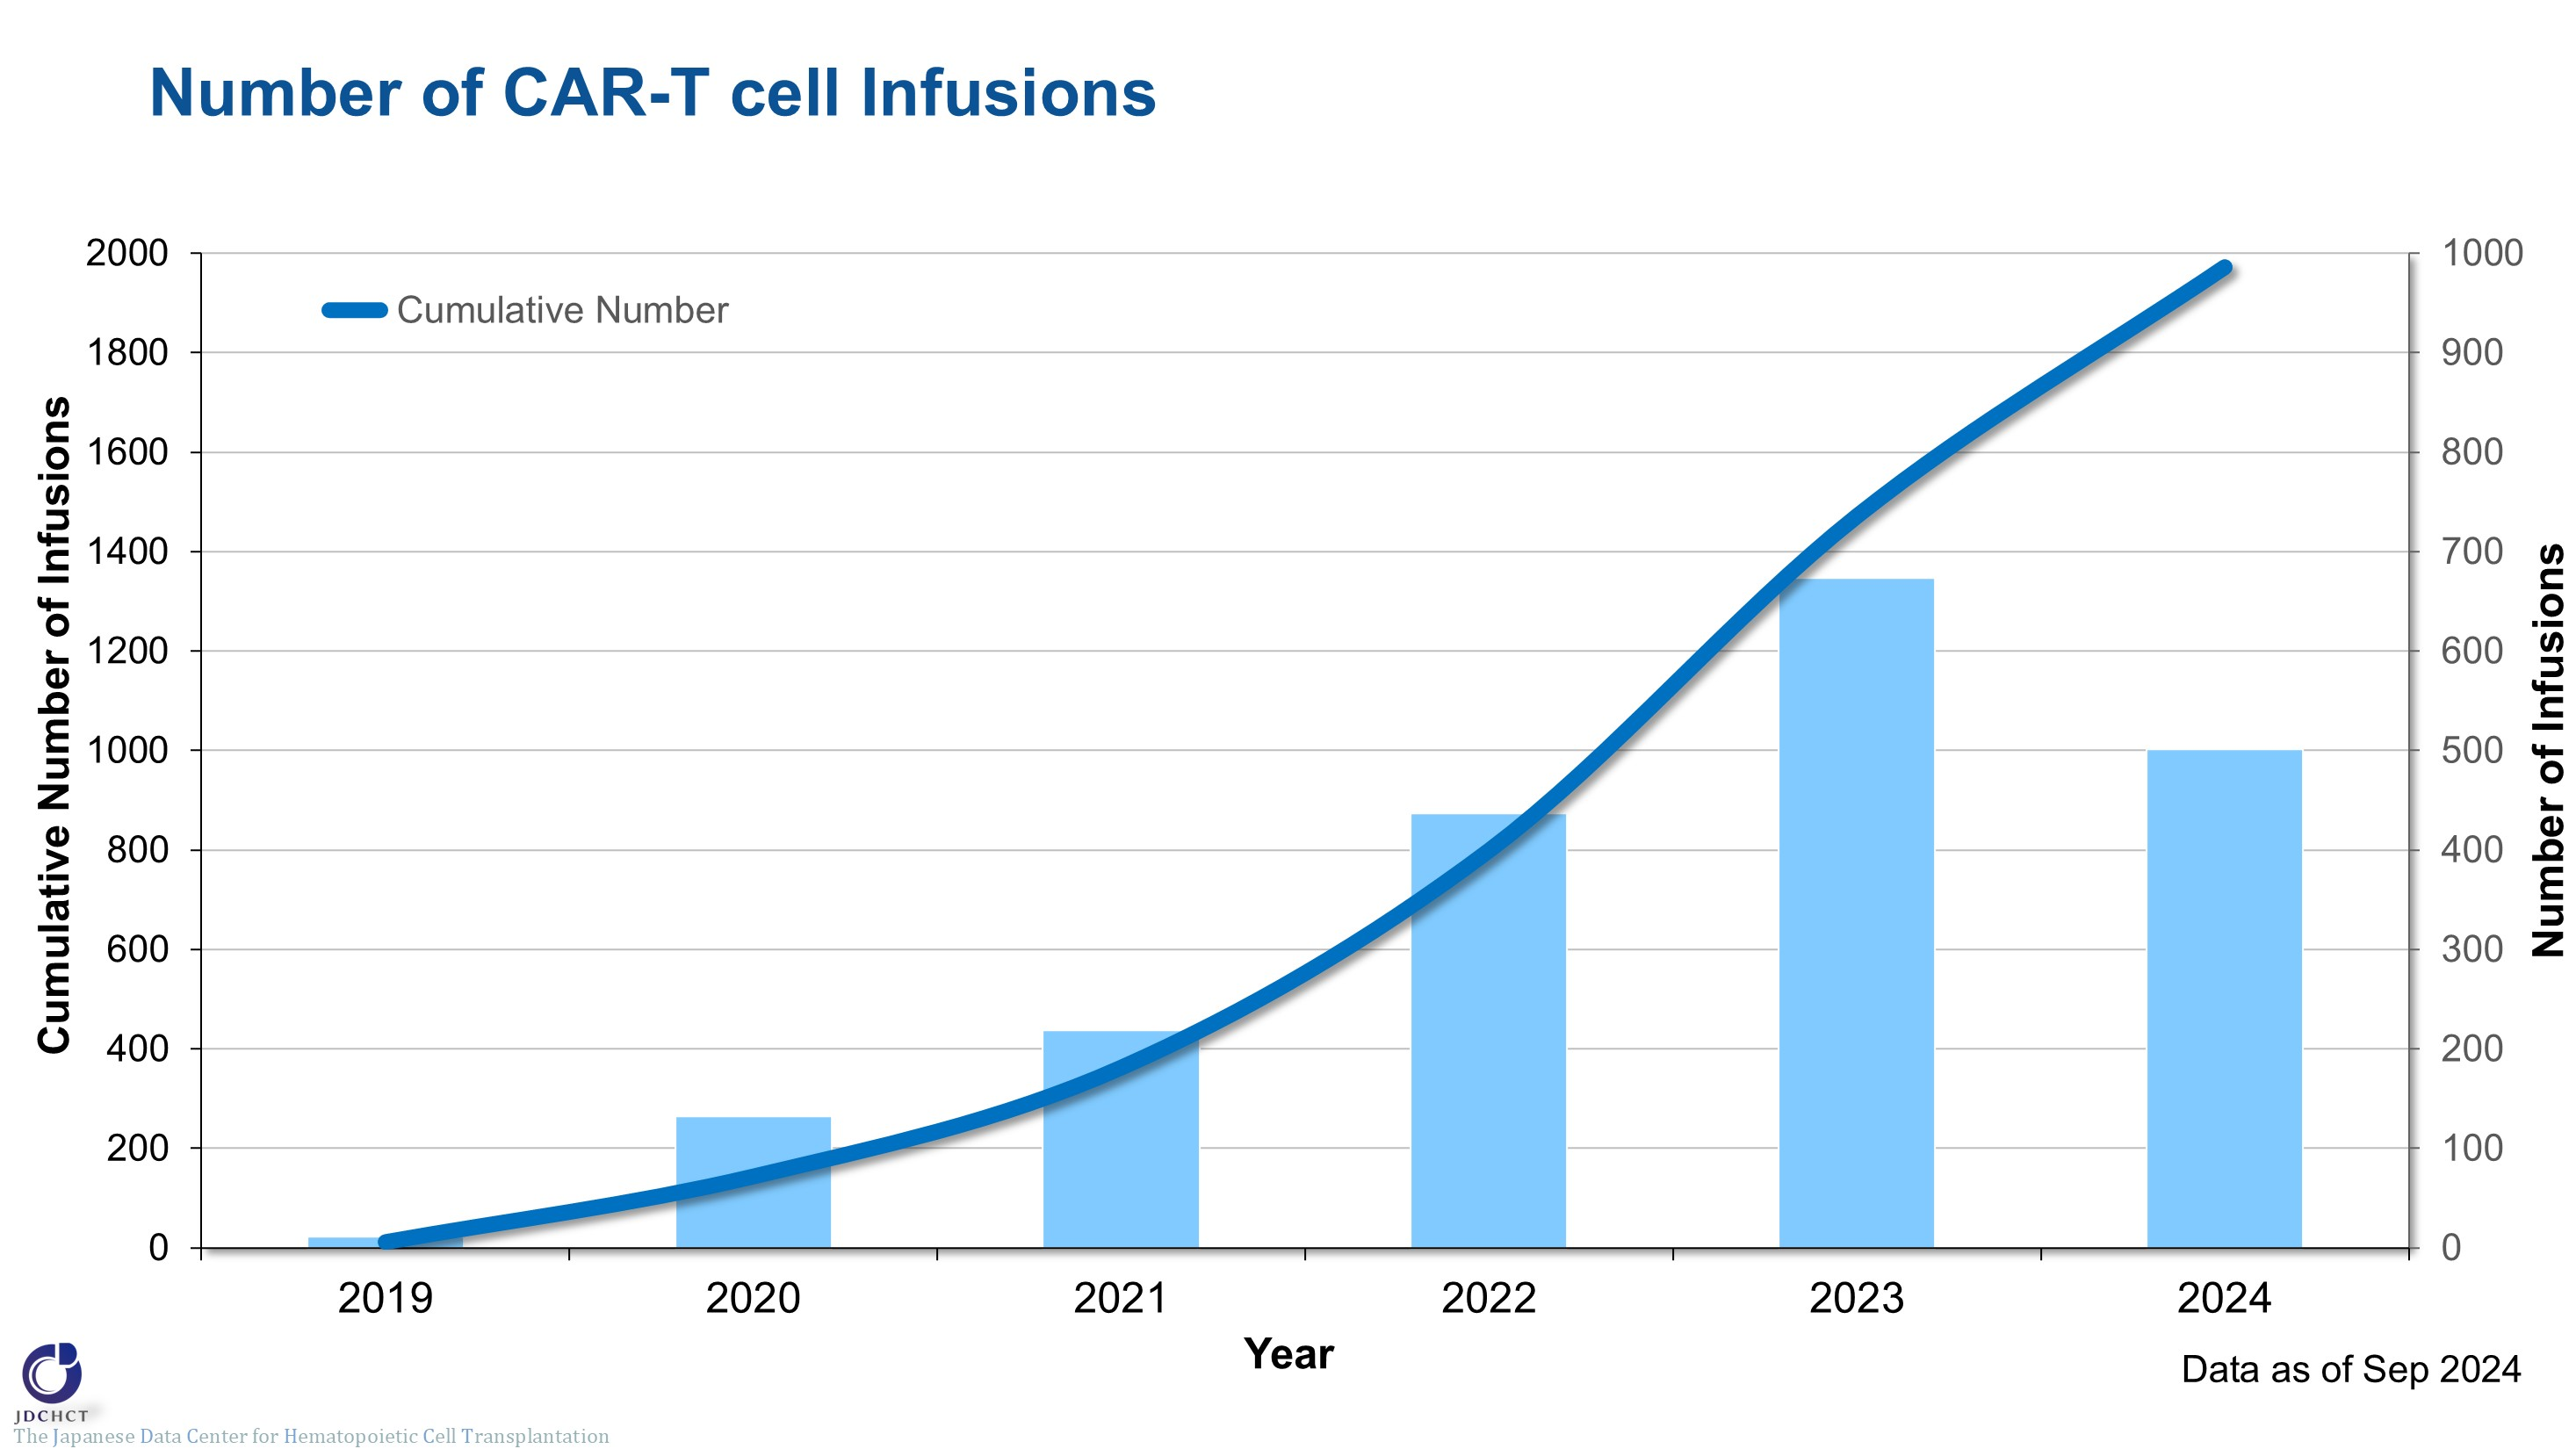 Number of CAR-T cell Infusions
Cumulative Number
Cumulative Number of Infusions
2000
1800
1600
1400
1200
1000
800
600
400
200
0
1000
900
800
700
600
500
400
300
200
100
0
Number of Infusions
2019 2020 2021 2022 2023 2024
Year
Data as of Sep 2024
JDCHCT
The Japanese Data Center for Hematopoietic Cell Transplantation